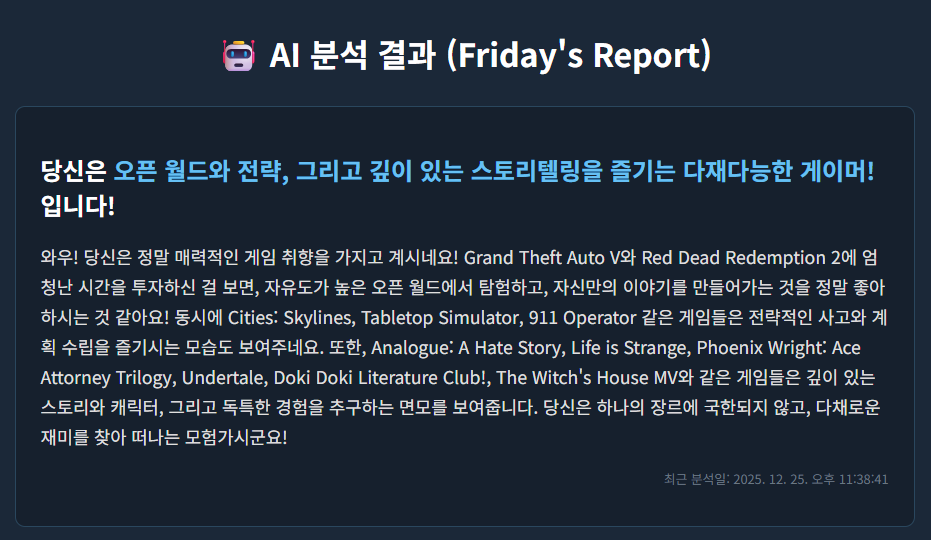 AI 분석 결과 (Friday's Report)
당신은 오픈 월드와 전략, 그리고 깊이 있는 스토리텔링을 즐기는 다재다능한 게이머!
입니다!
와우! 당신은 정말 매력적인 게임 취향을 가지고 계시네요! Grand Theft Auto V와 Red Dead Redemption 2에 엄
청난 시간을 투자하신 걸 보면, 자유도가 높은 오픈 월드에서 탐험하고, 자신만의 이야기를 만들어가는 것을 정말 좋아
하시는 것 같아요! 동시에 Cities: Skylines, Tabletop Simulator, 911 Operator 같은 게임들은 전략적인 사고와 계
획 수립을 즐기시는 모습도 보여주네요. 또한, Analogue: A Hate Story, Life is Strange, Phoenix Wright: Ace
Attorney Trilogy, Undertale, Doki Doki Literature Club!, The Witch's House MV와 같은 게임들은 깊이 있는
스토리와 캐릭터, 그리고 독특한 경험을 추구하는 면모를 보여줍니다. 당신은 하나의 장르에 국한되지 않고, 다채로운
재미를 찾아 떠나는 모험가시군요!
최근 분석일: 2025. 12. 25. 오후 11:38:41